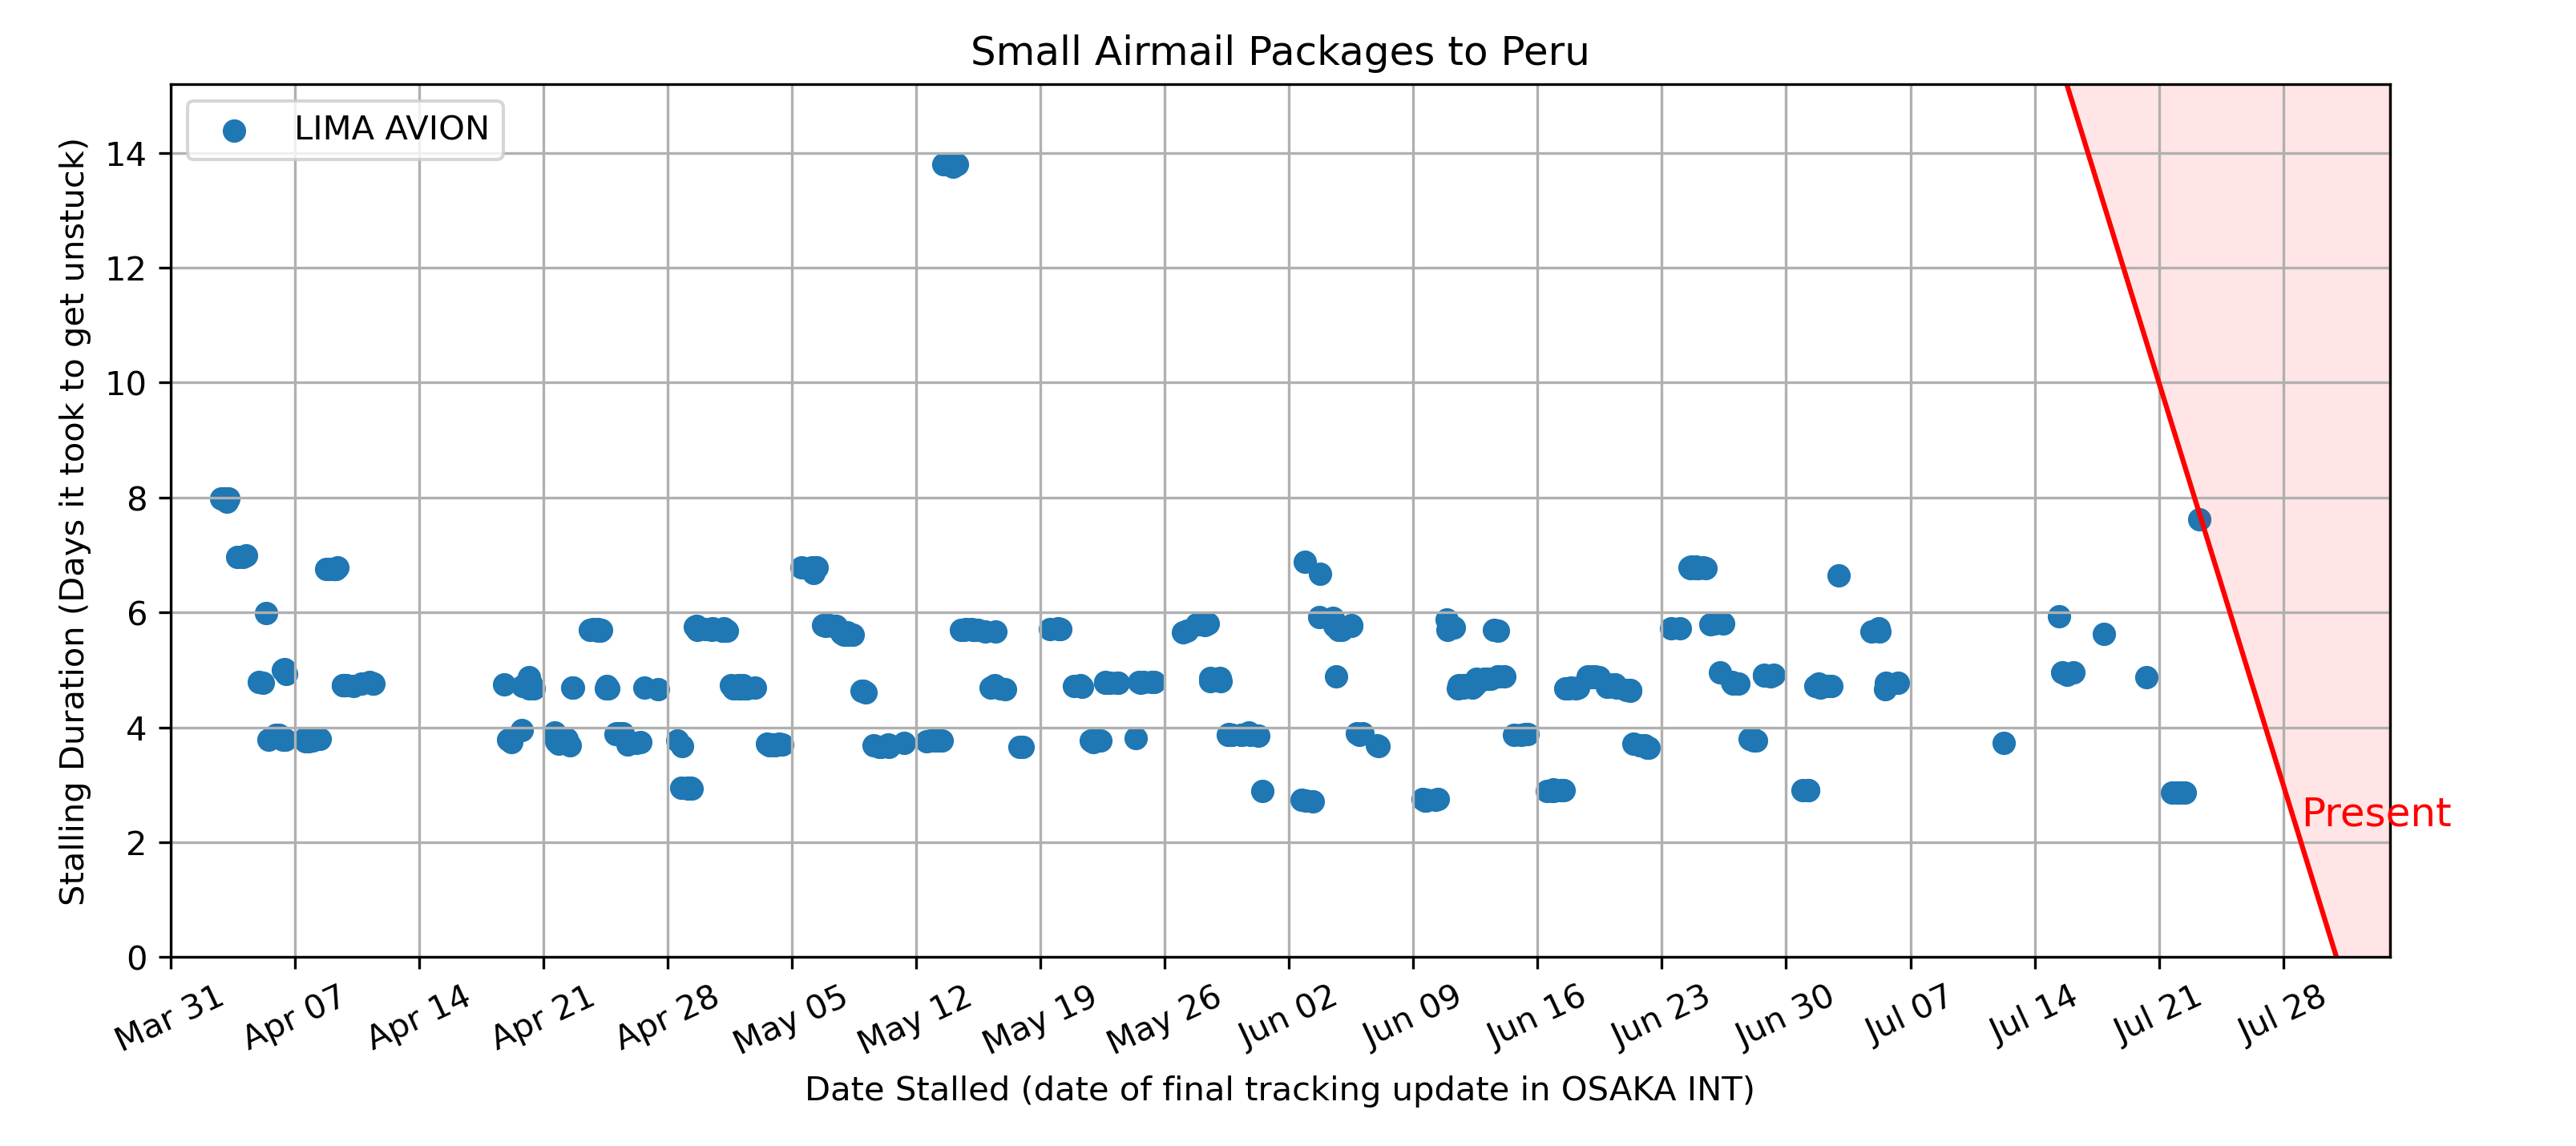 Small Airmail Packages to Peru
LIMA AVION
Stalling Duration (Days it took to get unstuck)
14
12
10
8
6
4
2
0
Present
Mar 31
Apr 07
Apr 14
Apr 21
Apr 28
May 05
May 12
May 19
May 26
Jun 02
Jun 09
Jun 16
Jun 23
Jun 30
Jul 07
Jul 14
Jul 21
Jul 28
Date Stalled (date of final tracking update in OSAKA INT)